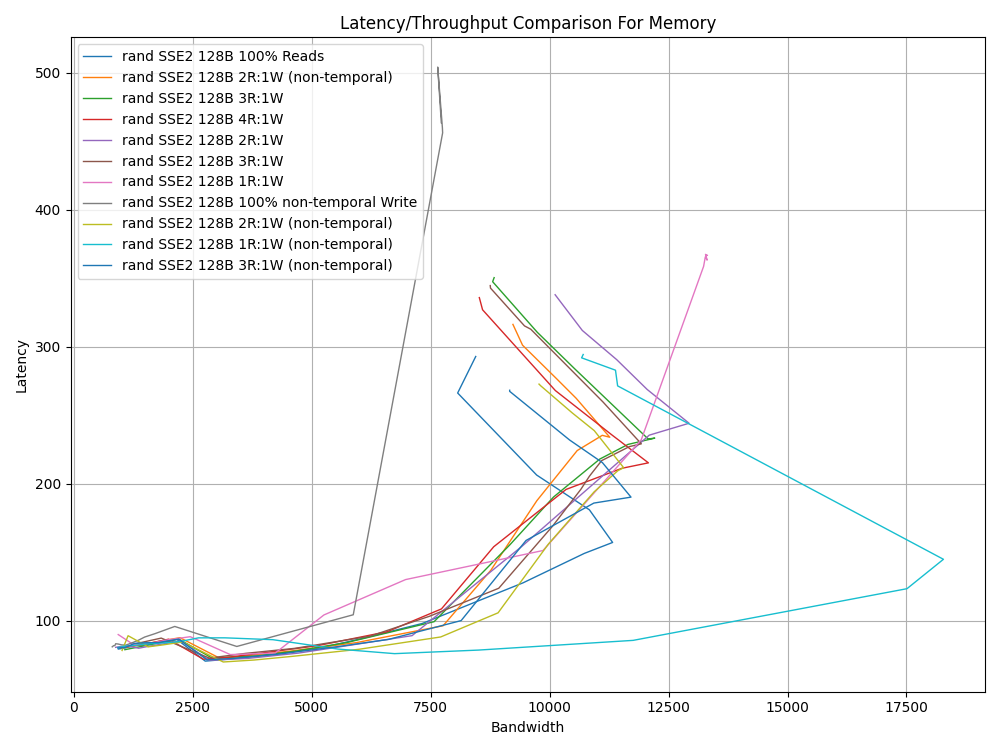 Latency/Throughput Comparison For Memory
rand SSE2 128B 100% Reads
rand SSE2 128B 2R:1W (non-temporal)
rand SSE2 128B 3R:1W
rand SSE2 128B 4R:1W
rand SSE2 128B 2R:1W
rand SSE2 128B 3R:1W
rand SSE2 128B 1R:1W
rand SSE2 128B 100% non-temporal Write
rand SSE2 128B 2R:1W (non-temporal)
rand SSE2 128B 1R:1W (non-temporal)
rand SSE2 128B 3R:1W (non-temporal)
500
400
300
200
100
Latency
0 2500 5000 7500 10000 12500 15000 17500
Bandwidth